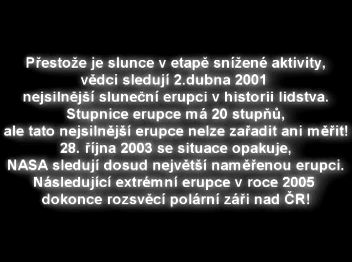 Přestože je slunce v etapě snížené aktivity,
vědci sledují 2.dubna 2001
nejsilnější sluneční erupci v historii lidstva.
Stupnice erupce má 20 stupňů,
ale tato nejsilnější erupce nelze zařadit ani měřit!
28. října 2003 se situace opakuje,
NASA sledují dosud největší naměřenou erupci.
Následující extrémní erupce v roce 2005
dokonce rozsvěcí polární záři nad ČR!